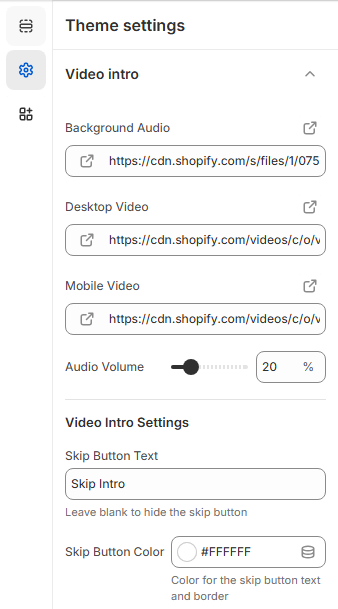 Theme settings
Video intro
Background Audio
https://cdn.shopify.com/s/files/1/075
Desktop Video
https://cdn.shopify.com/videos/c/o/v
Mobile Video
https://cdn.shopify.com/videos/c/o/v
Audio Volume 20 %
Video Intro Settings
Skip Button Text
Skip Intro
Leave blank to hide the skip button
Skip Button Color #FFFFFF
Color for the skip button text
and border